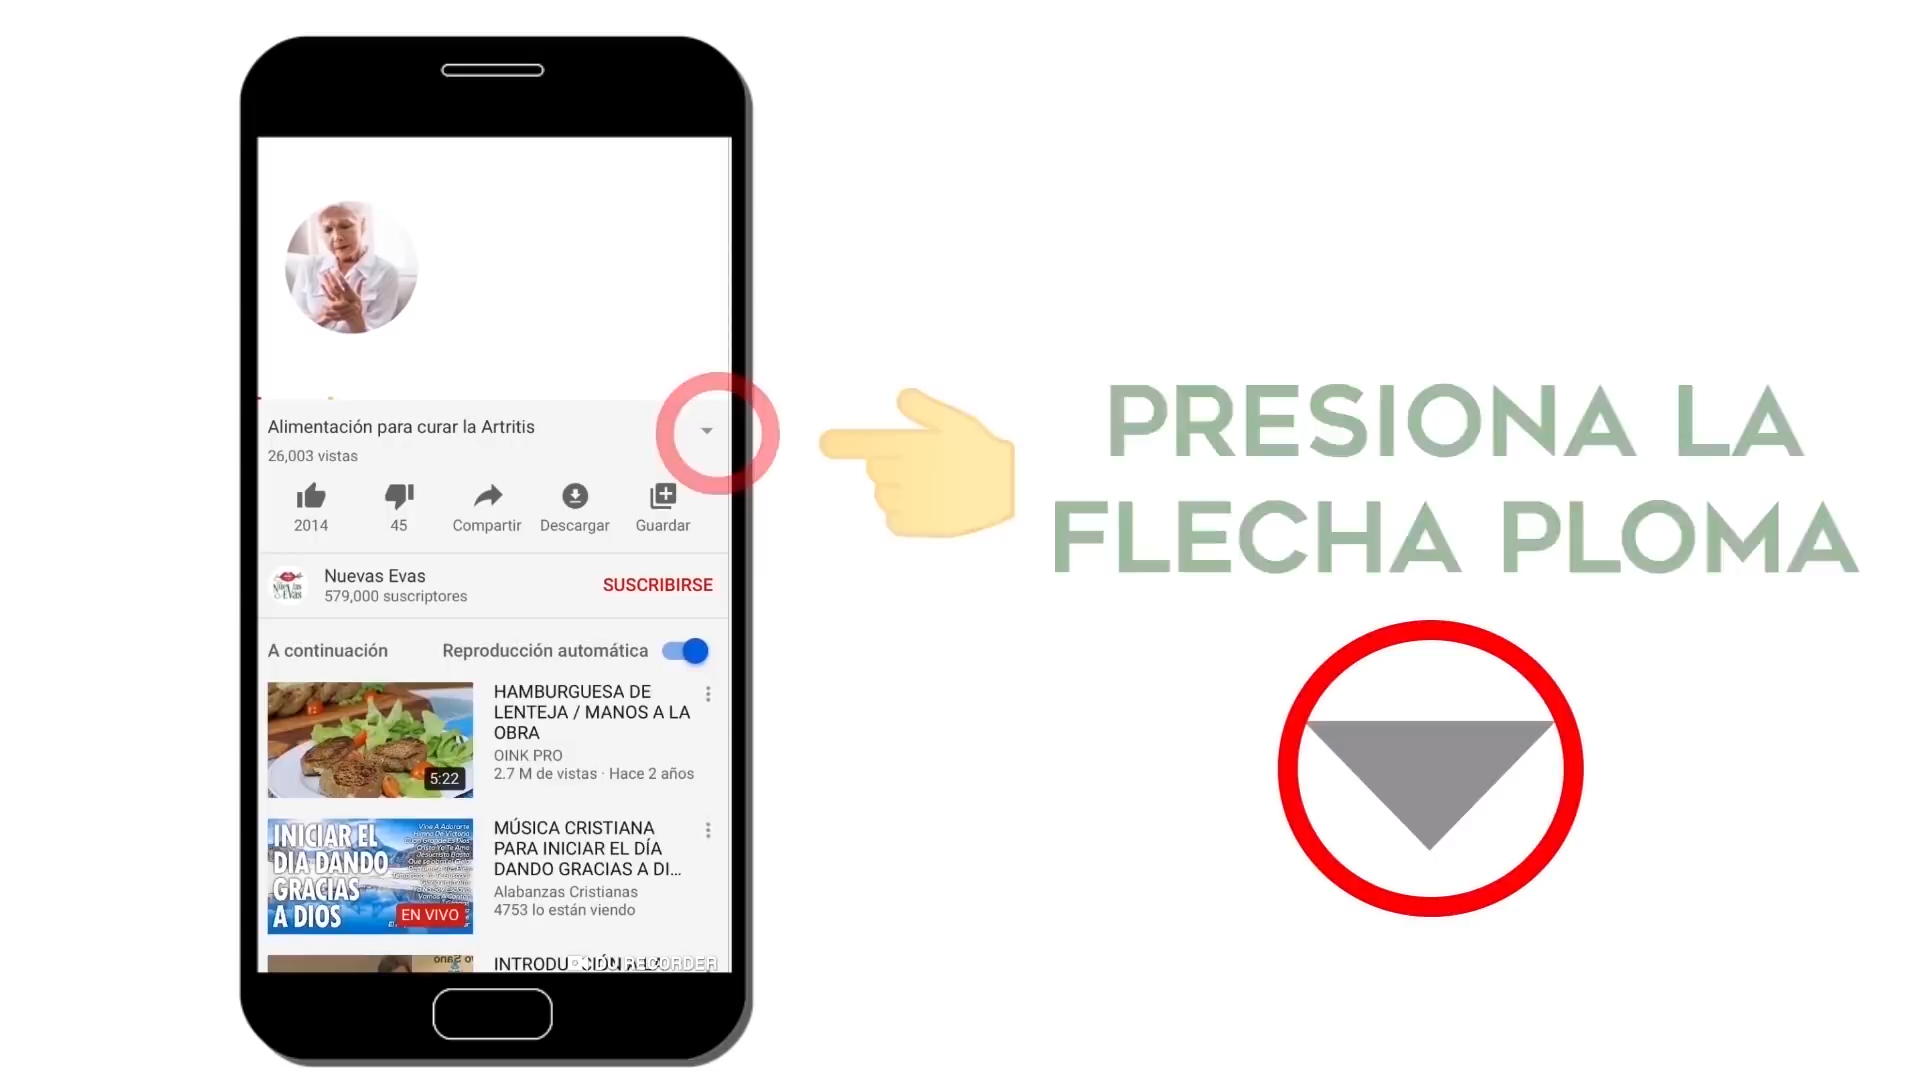 Alimentación para curar la Artritis
26,003 vistas
2014
45
Compartir
Descargar
Guardar
Nuevas Evas
579,000 suscriptores
SUSCRIBIRSE
A continuación
Reproducción automática
5:22
HAMBURGUESA DE
LENTEJA / MANOS A LA
OBRA
OINK PRO
2.7 M de vistas · Hace 2 años
INICIAR EL
DIA DANDO
GRACIAS
A DIOS
EN VIVO
MÚSICA CRISTIANA
PARA INICIAR EL DÍA
DANDO GRACIAS A DI...
Alabanzas Cristianas
4753 lo están viendo
RECORDER
PRESIONA LA
FLECHA PLOMA